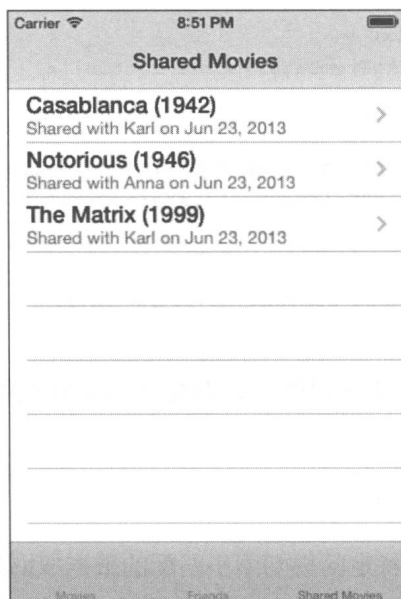 Carrier 8:51 PM
Shared Movies
Casablanca (1942)
Shared with Karl on Jun 23, 2013
Notorious (1946)
Shared with Anna on Jun 23, 2013
The Matrix (1999)
Shared with Karl on Jun 23, 2013
Movies Friends Shared Movies